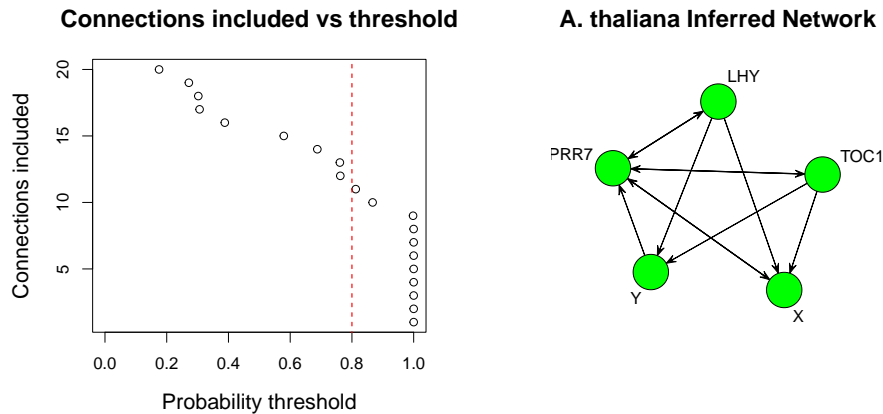 Connections included vs threshold
A. thaliana Inferred Network
Connections included
20
15
10
5
0.0 0.2 0.4 0.6 0.8 1.0
Probability threshold
LHY
PRR7
TOC1
Y
X